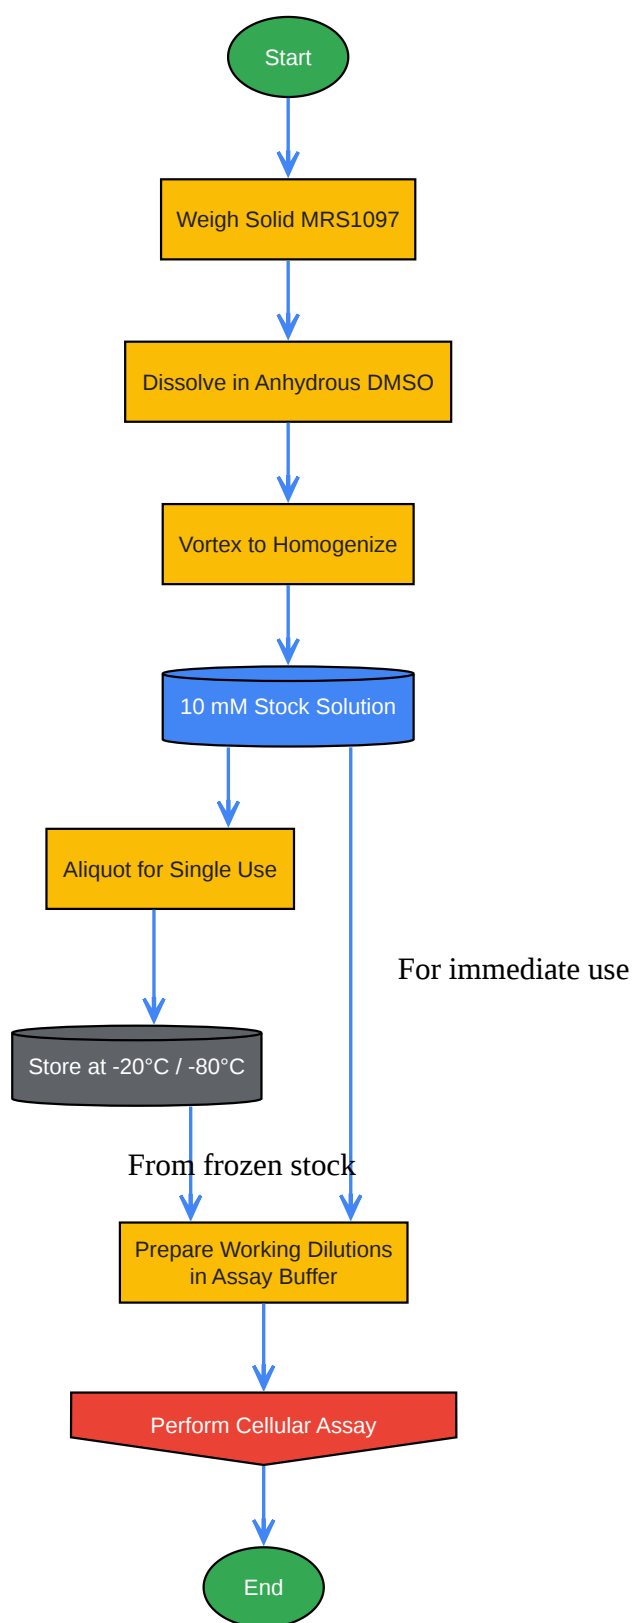 Start
Weigh Solid MRS1097
Dissolve in Anhydrous DMSO
Vortex to Homogenize
10 mM Stock Solution
Aliquot for Single Use
For immediate use
Store at -20°C / -80°C
From frozen stock
Prepare Working Dilutions
in Assay Buffer
Perform Cellular Assay
End